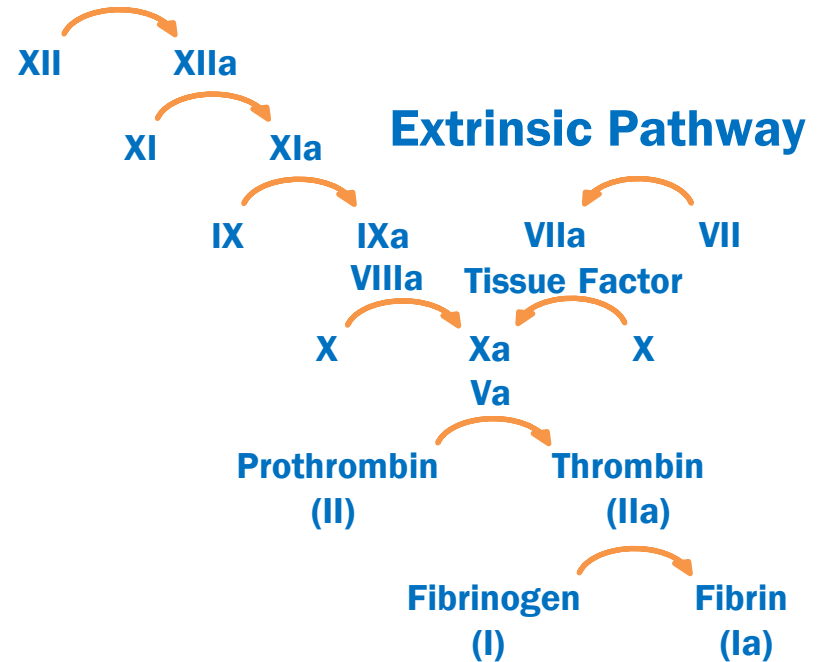 XII XIIa
Extrinsic Pathway
XI XIa
IX IXa VIIa VII
VIIIa Tissue Factor
X Xa X
Va
Prothrombin Thrombin
(II) (IIa)
Fibrinogen Fibrin
(I) (Ia)